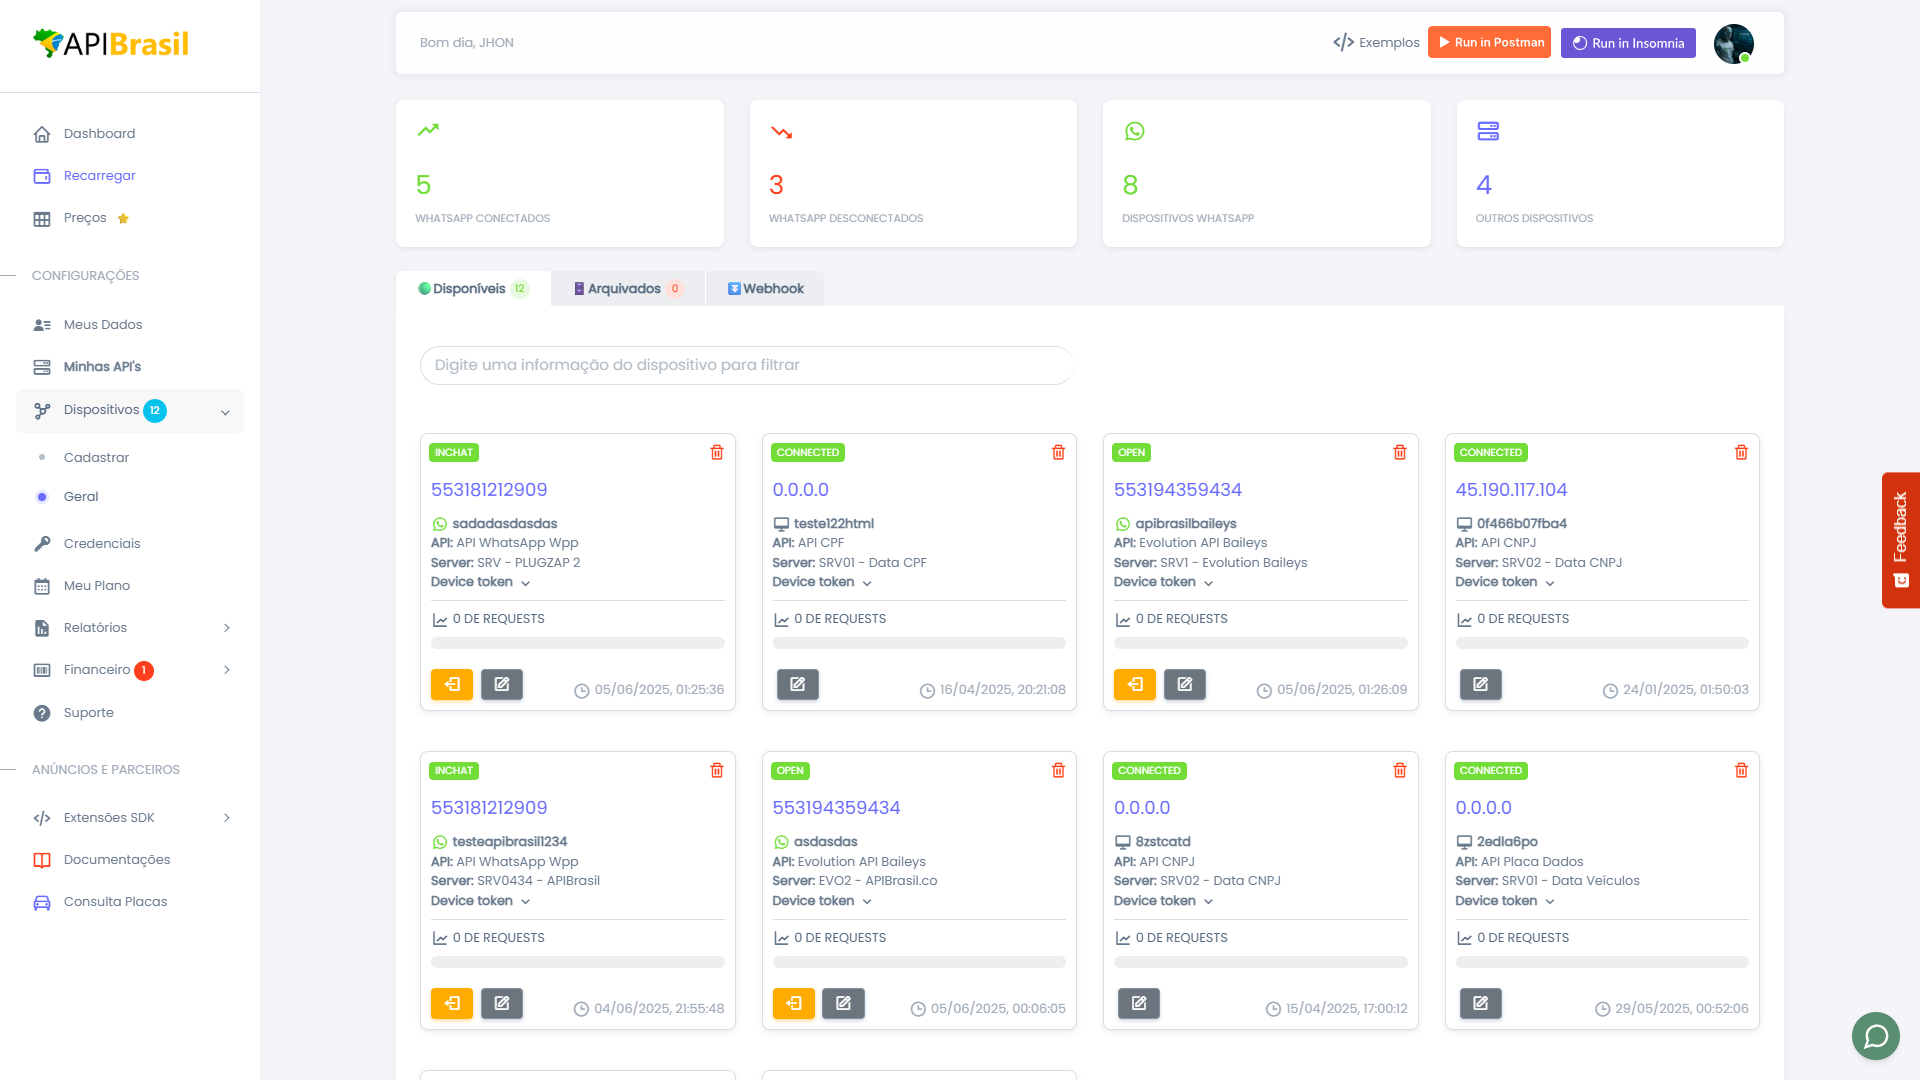 APIBrasil
Dashboard
Recarregar
Preços
CONFIGURAÇÕES
Meus Dados
Minhas API's
Dispositivos 12
Cadastrar
Geral
Credenciais
Meu Plano
Relatórios
Financeiro 1
Suporte
ANÚNCIOS E PARCEIROS
Extensões SDK
Documentações
Consulta Placas
Bom dia, JHON
Exemplos
Run in Postman
Run in Insomnia
5
WHATSAPP CONECTADOS
3
WHATSAPP DESCONECTADOS
8
DISPOSITIVOS WHATSAPP
4
OUTROS DISPOSITIVOS
Disponíveis 12
Arquivados 0
Webhook
Digite uma informação do dispositivo para filtrar
INCHAT
553181212909
sadadasdasdas
API: API WhatsApp Wpp
Server: SRV - PLUGZAP 2
Device token
0 DE REQUESTS
05/06/2025, 01:25:36
CONNECTED
0.0.0.0
teste122html
API: API CPF
Server: SRV01 - Data CPF
Device token
0 DE REQUESTS
16/04/2025, 20:21:08
OPEN
553194359434
apibrasilbaileys
API: Evolution API Baileys
Server: SRV1 - Evolution Baileys
Device token
0 DE REQUESTS
05/06/2025, 01:26:09
CONNECTED
45.190.117.104
0f466b07fba4
API: API CNPJ
Server: SRV02 - Data CNPJ
Device token
0 DE REQUESTS
24/01/2025, 01:50:03
INCHAT
553181212909
testeapibrasil1234
API: API WhatsApp Wpp
Server: SRV0434 - APIBrasil
Device token
0 DE REQUESTS
04/06/2025, 21:55:48
OPEN
553194359434
asdasdas
API: Evolution API Baileys
Server: EVO2 - APIBrasil.co
Device token
0 DE REQUESTS
05/06/2025, 00:06:05
CONNECTED
0.0.0.0
8zstcatd
API: API CNPJ
Server: SRV02 - Data CNPJ
Device token
0 DE REQUESTS
15/04/2025, 17:00:12
CONNECTED
0.0.0.0
2edla6po
API: API Placa Dados
Server: SRV01 - Data Veículos
Device token
0 DE REQUESTS
29/05/2025, 00:52:06
Feedback